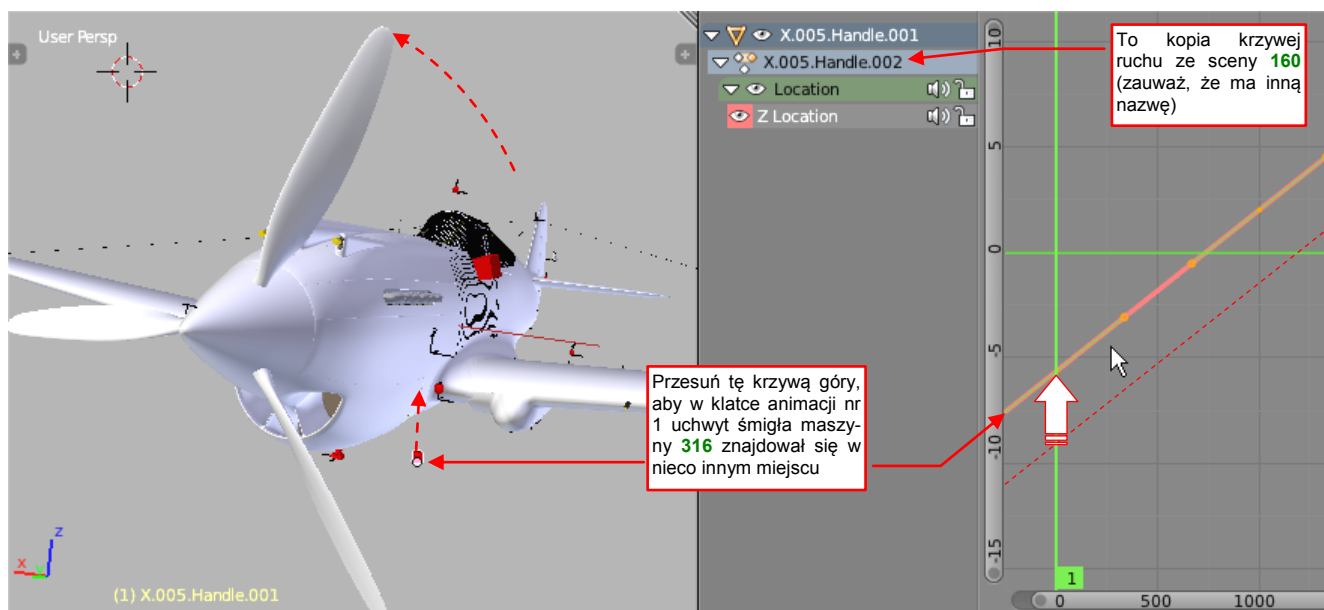 User Persp
X.005.Handle.001
X.005.Handle.002
Location
Z Location
To kopia krzywej
ruchu ze sceny 160
(zauważ, że ma inną
nazwę)
Przesuń tę krzywą góry,
aby w klatce animacji nr
1 uchwyt śmigła maszy-
ny 316 znajdował się w
nieco innym miejscu
10
5
0
-5
-10
-15
1
0 500 1000
z
x
y
(1) X.005.Handle.001